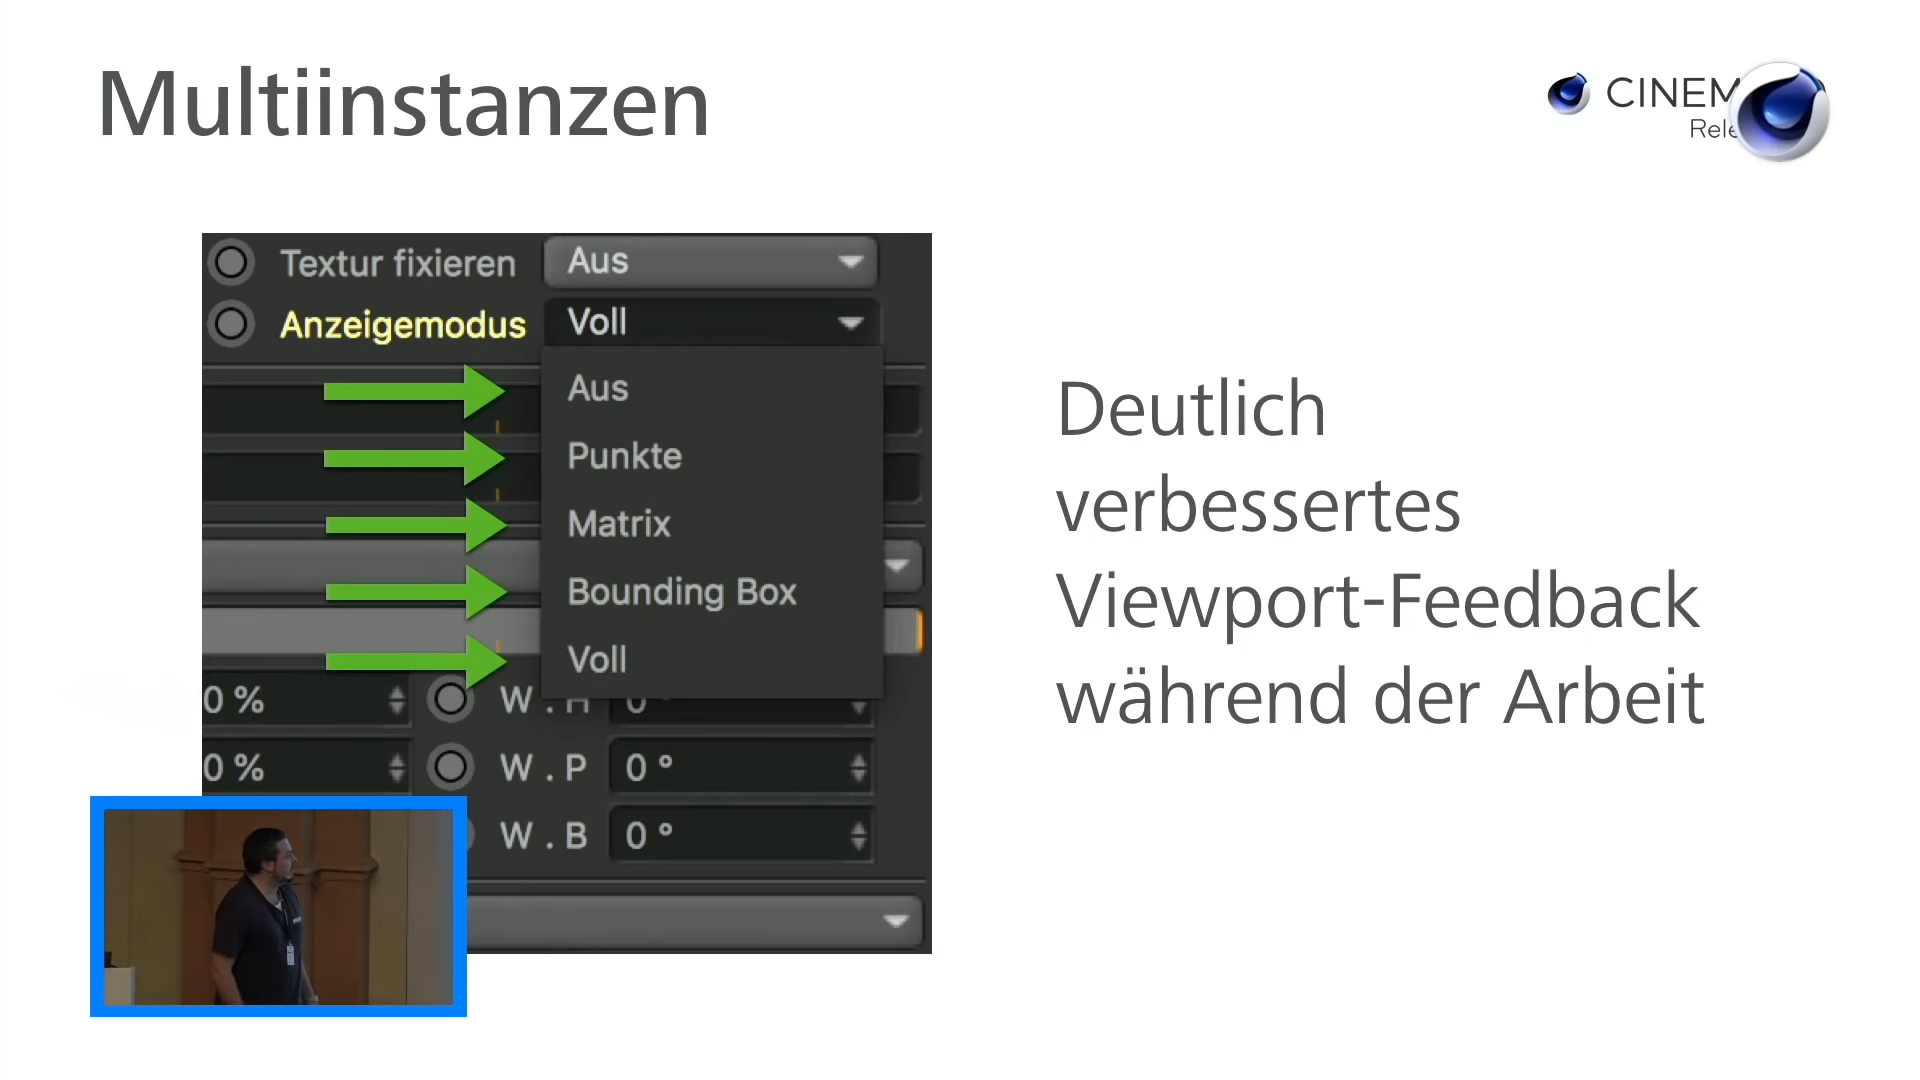 Multiinstanzen
CINEM
Rele
Textur fixieren Aus
Anzeigemodus Voll
Aus
Punkte
Matrix
Bounding Box
Voll
0 % W . H 0 °
0 % W . P 0 °
W . B 0 °
Deutlich
verbessertes
Viewport-Feedback
während der Arbeit